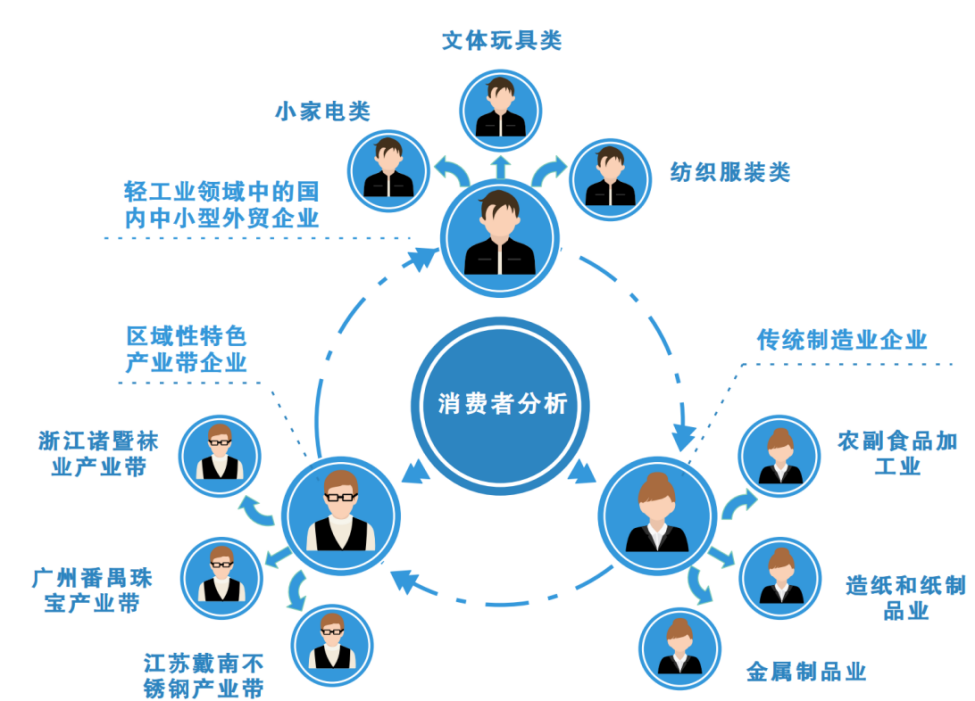 文体玩具类
小家电类
纺织服装类
轻工业领域中的国
内中小型外贸企业
区域性特色
产业带企业
传统制造业企业
消费者分析
浙江诸暨袜
业产业带
农副食品加
工业
广州番禺珠
宝产业带
造纸和纸制
品业
江苏戴南不
锈钢产业带
金属制品业